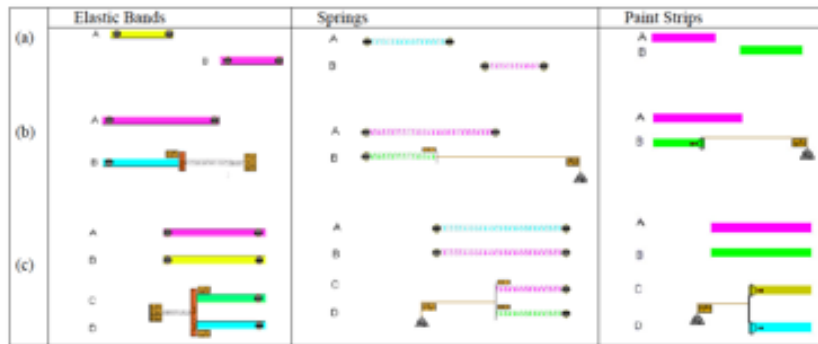 Elastic Bands Springs Paint Strips
(a)
A A A
B B B
(b)
A A A
B B B
(c)
A A A
B B B
C C C
D D D